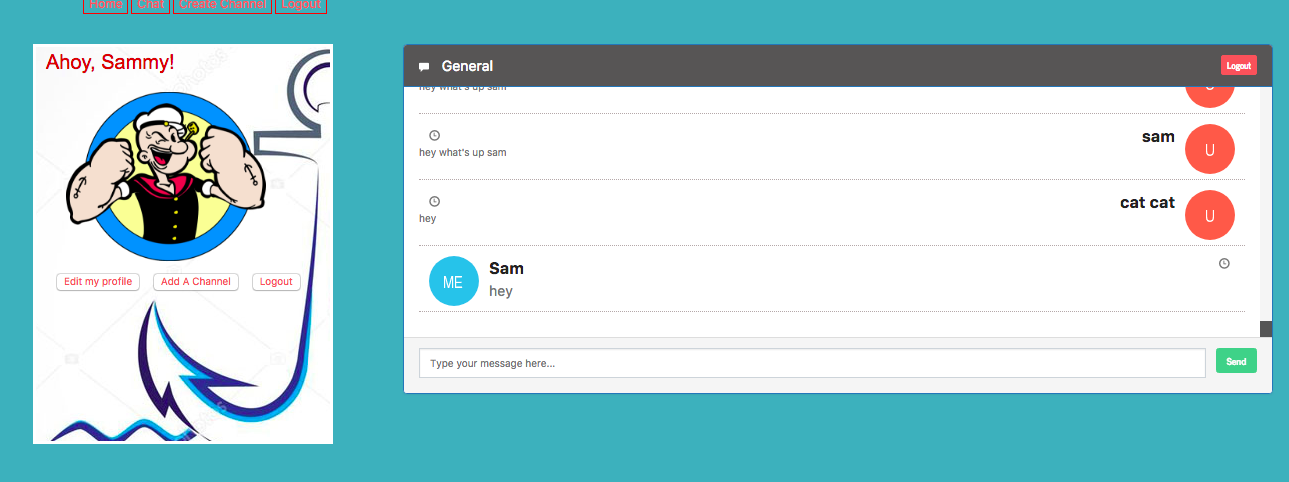 Home Chat Create Channel Logout
Ahoy, Sammy!
Edit my profile Add A Channel Logout
General Logout
hey what's up sam
U
sam
hey what's up sam
U
cat cat
hey
U
ME
Sam
hey
Type your message here...
Send